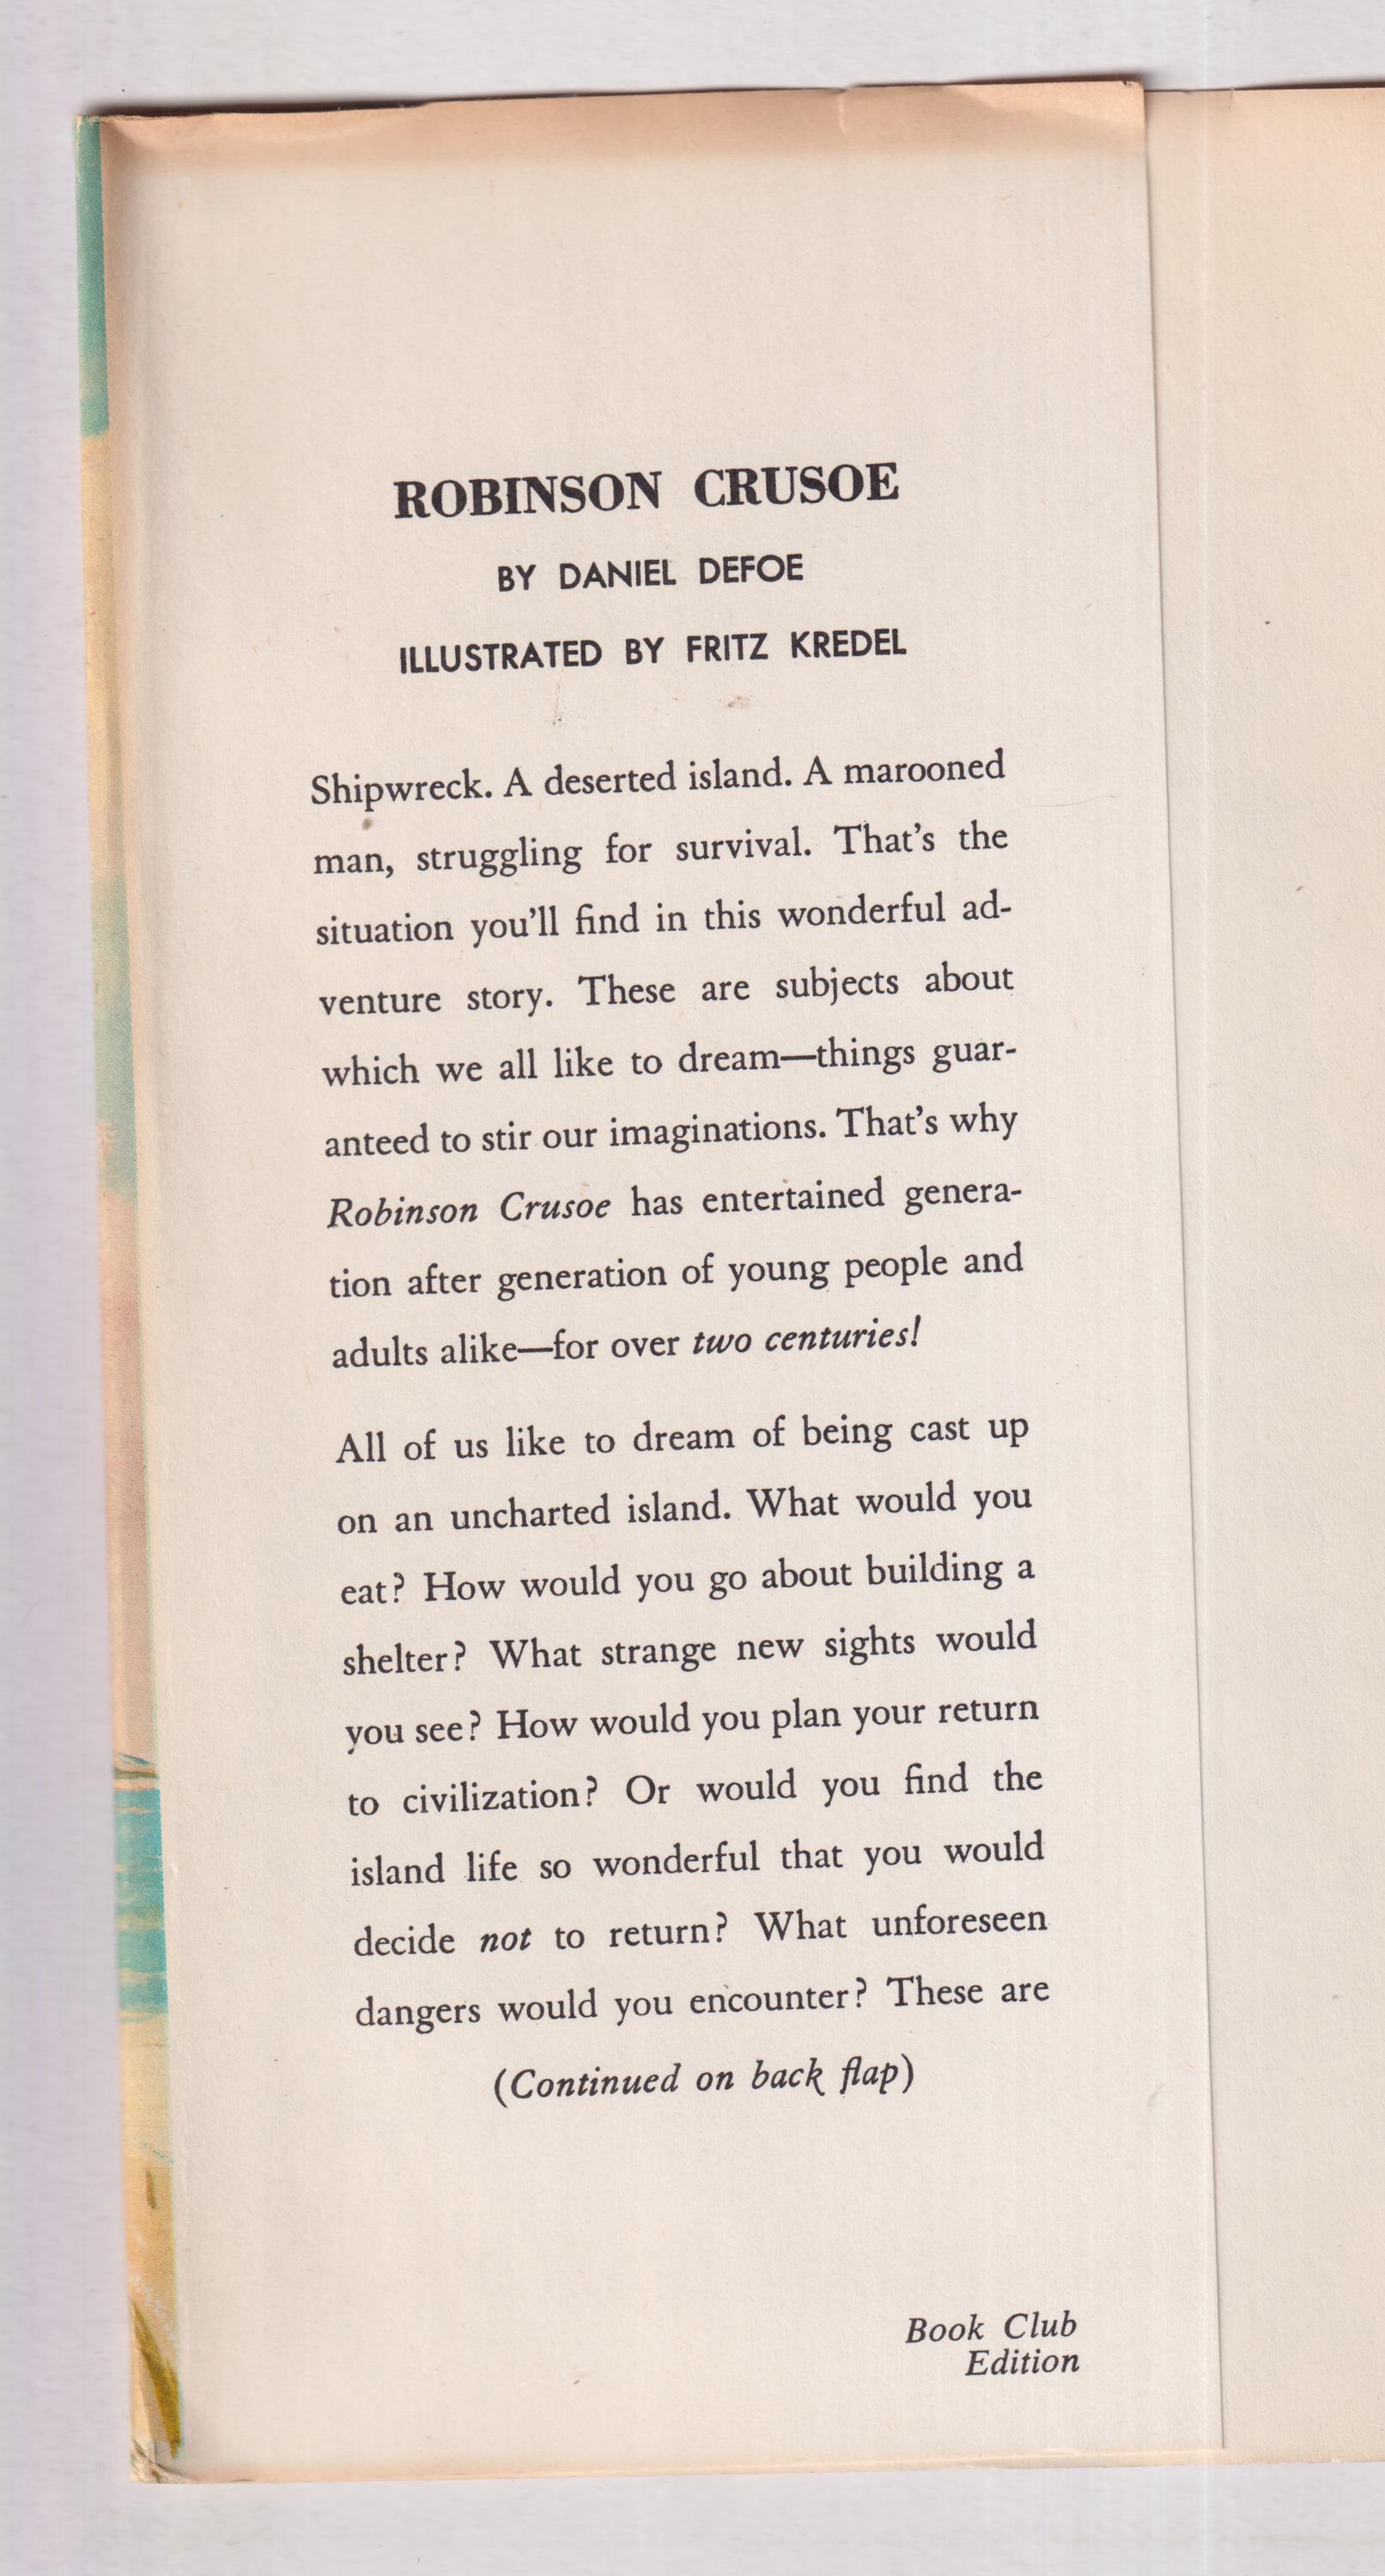 ROBINSON CRUSOE
BY DANIEL DEFOE
ILLUSTRATED BY FRITZ KREDEL
Shipwreck. A deserted island. A marooned
man, struggling for survival. That's the
situation you'll find in this wonderful ad-
venture story. These are subjects about
which we all like to dream—things guar-
anteed to stir our imaginations. That's why
Robinson Crusoe has entertained genera-
tion after generation of young people and
adults alike—for over two centuries!
All of us like to dream of being cast up
on an uncharted island. What would you
eat? How would you go about building a
shelter? What strange new sights would
you see? How would you plan your return
to civilization? Or would you find the
island life so wonderful that you would
decide not to return? What unforeseen
dangers would you encounter? These are
(Continued on back flap)
Book Club
Edition